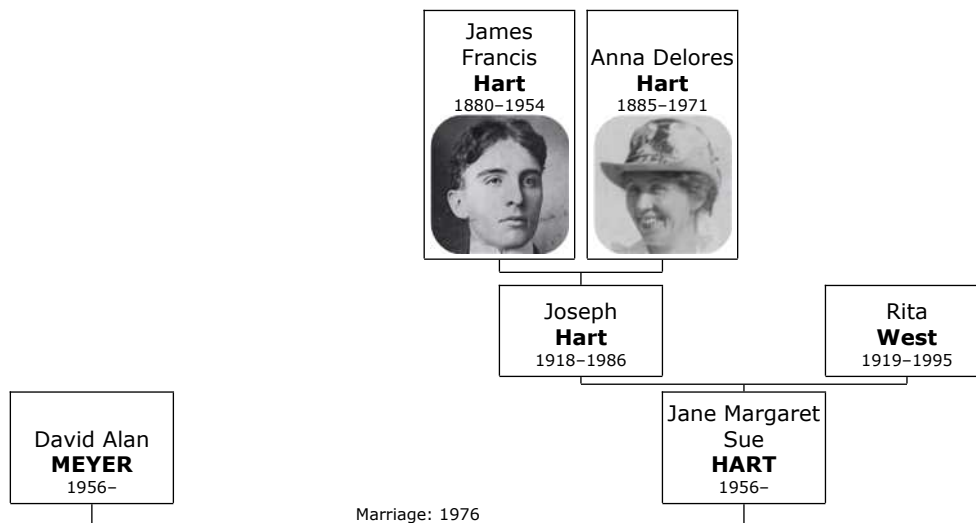 James
Francis
Hart
1880–1954
Anna Delores
Hart
1885–1971
Joseph
Hart
1918–1986
Rita
West
1919–1995
David Alan
MEYER
1956–
Jane Margaret
Sue
HART
1956–
Marriage: 1976